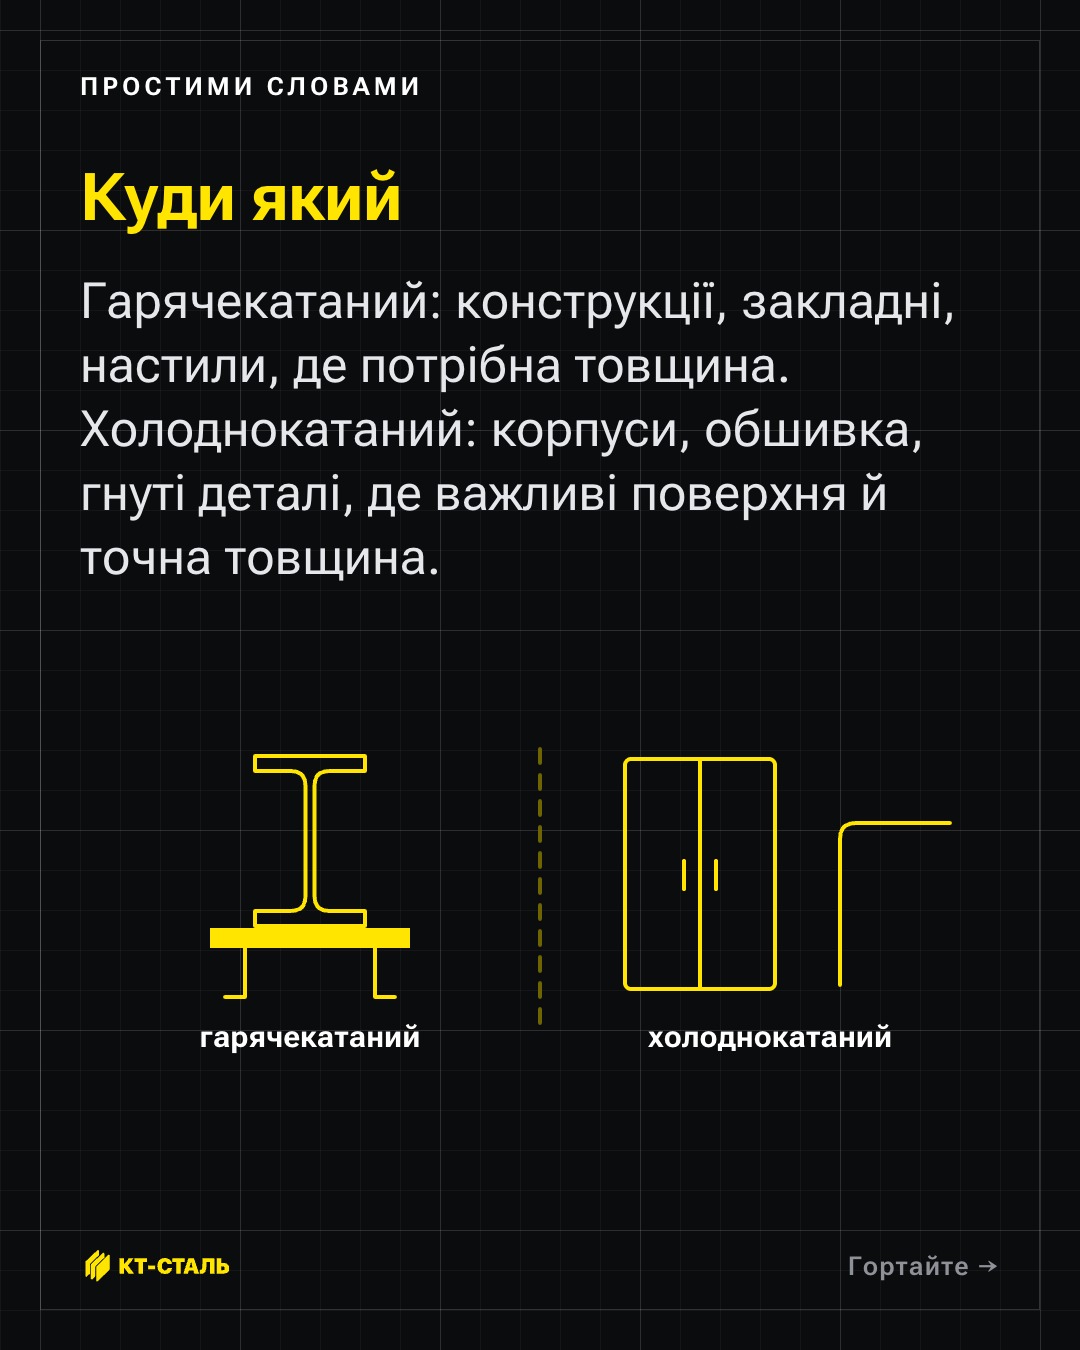 ПРОСТИМИ СЛОВАМИ
Куди який
Гарячекатаний: конструкції, закладні,
настили, де потрібна товщина.
Холоднокатаний: корпуси, обшивка,
гнуті деталі, де важливі поверхня й
точна товщина.
гарячекатаний
холоднокатаний
КТ-СТАЛЬ
Гортайте →